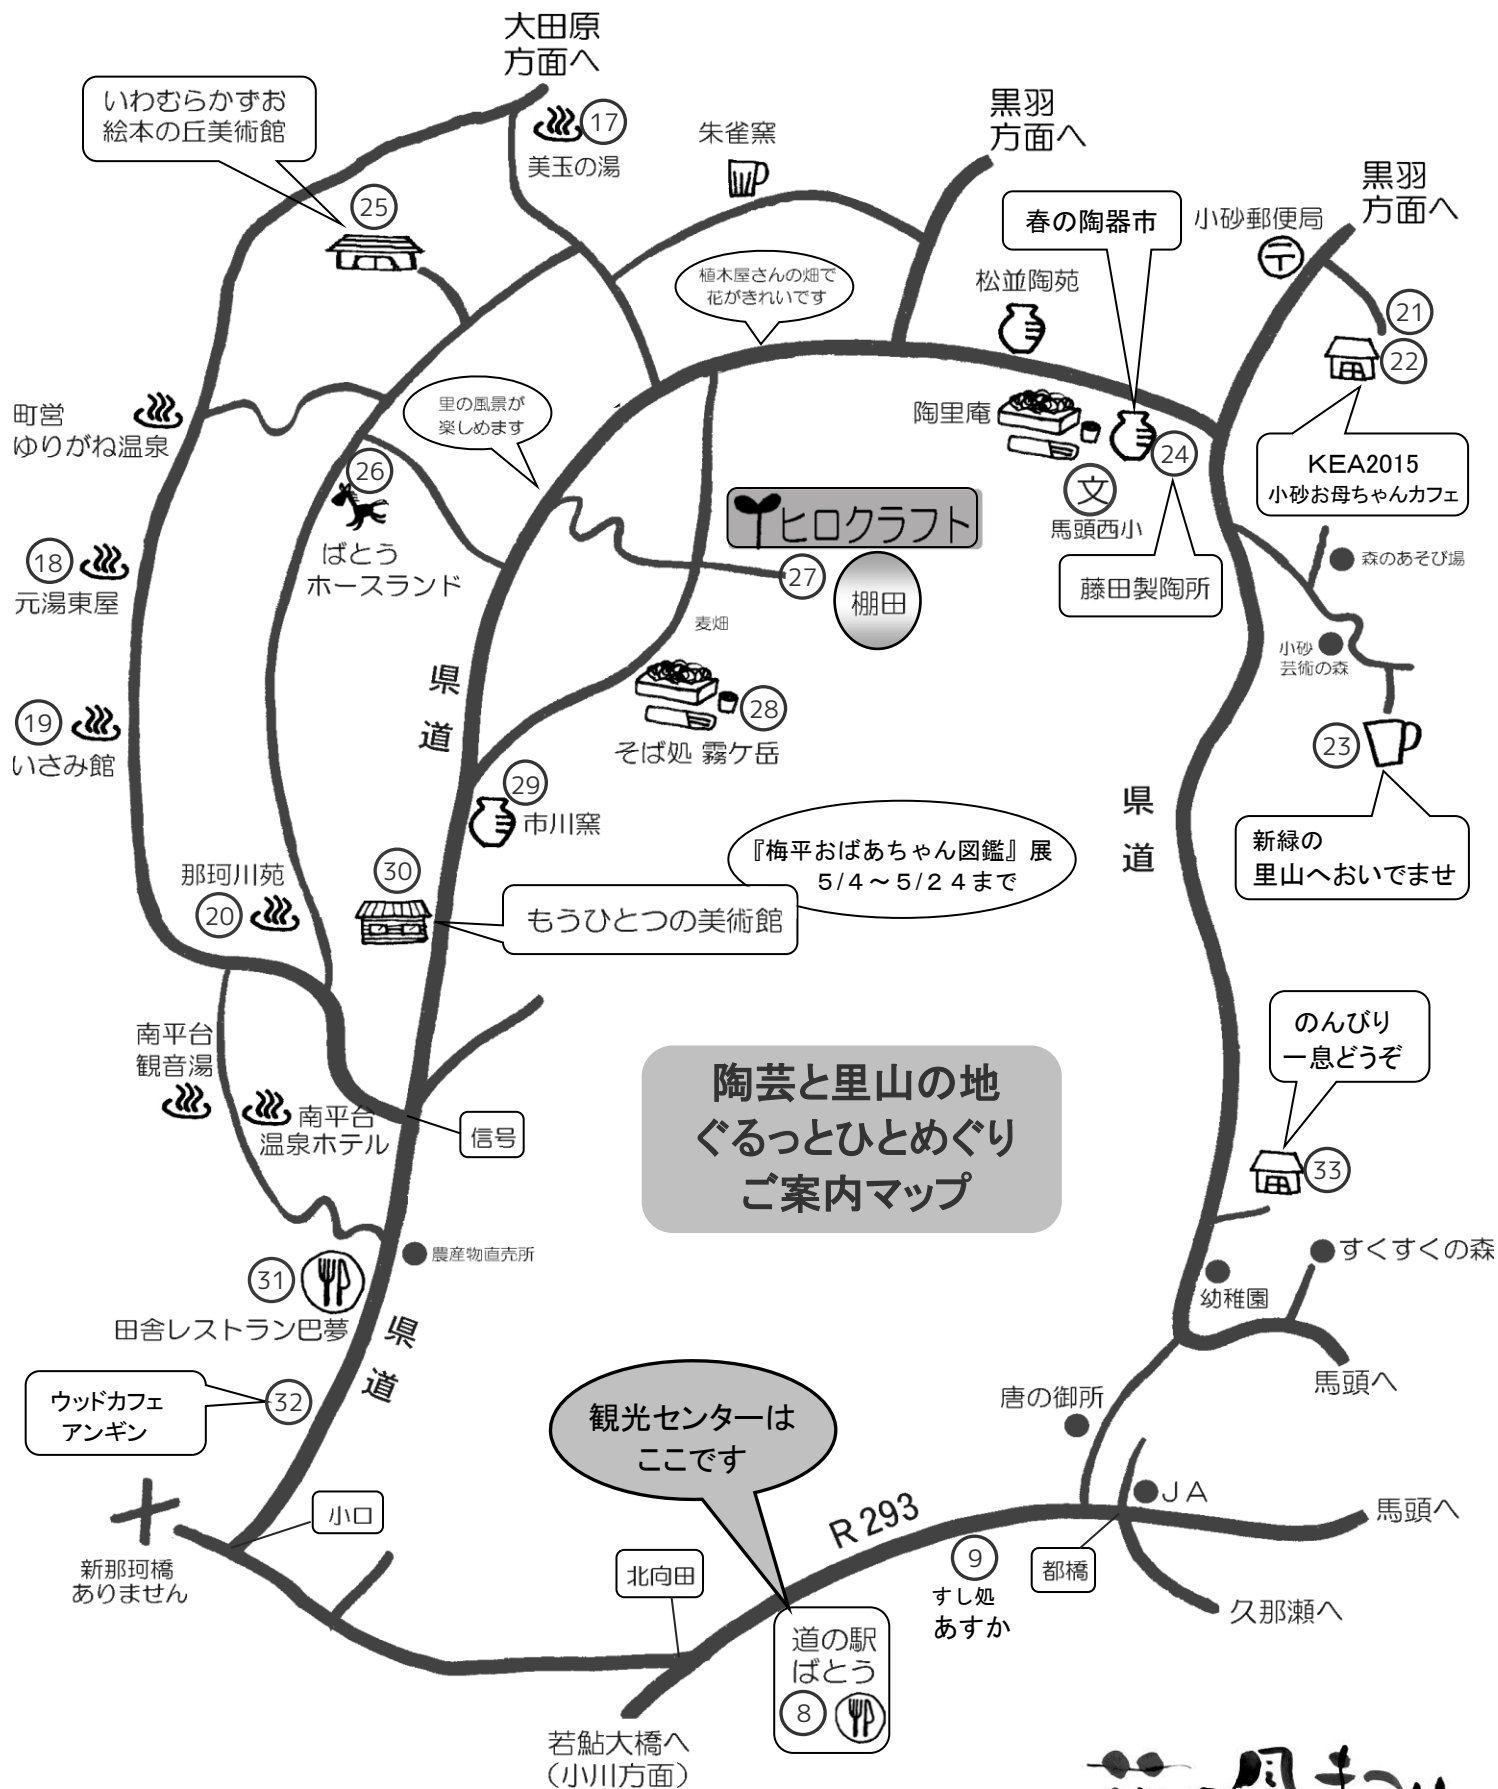 大田原
方面へ
いわむらかずお
絵本の丘美術館
25
17
美玉の湯
朱雀窯
黒羽
方面へ
黒羽
方面へ
春の陶器市
小砂郵便局
〒
植木屋さんの畑で
花がきれいです
松並陶苑
21
22
里の風景が
楽しめます
町営
ゆりがね温泉
陶里庵
24
文
馬頭西小
KEA2015
小砂お母ちゃんカフェ
26
ばとう
ホースランド
ヒロクラフト
27
棚田
藤田製陶所
森のあそび場
18
元湯東屋
麦畑
小砂
芸術の森
県
道
19
いさみ館
28
そば処 霧ケ岳
23
29
市川窯
県
道
新緑の
里山へおいでませ
『梅平おばあちゃん図鑑』展
5/4～5/24まで
那珂川苑
20
30
もうひとつの美術館
のんびり
一息どうぞ
南平台
観音湯
南平台
温泉ホテル
信号
陶芸と里山の地
ぐるっとひとめぐり
ご案内マップ
33
農産物直売所
31
田舎レストラン巴夢
すくすくの森
幼稚園
県
道
馬頭へ
ウッドカフェ
アンギン
32
観光センターは
ここです
唐の御所
JA
小口
R293
馬頭へ
新那珂橋
ありません
北向田
9
すし処
あすか
都橋
久那瀬へ
道の駅
ばとう
8
若鮎大橋へ
（小川方面）